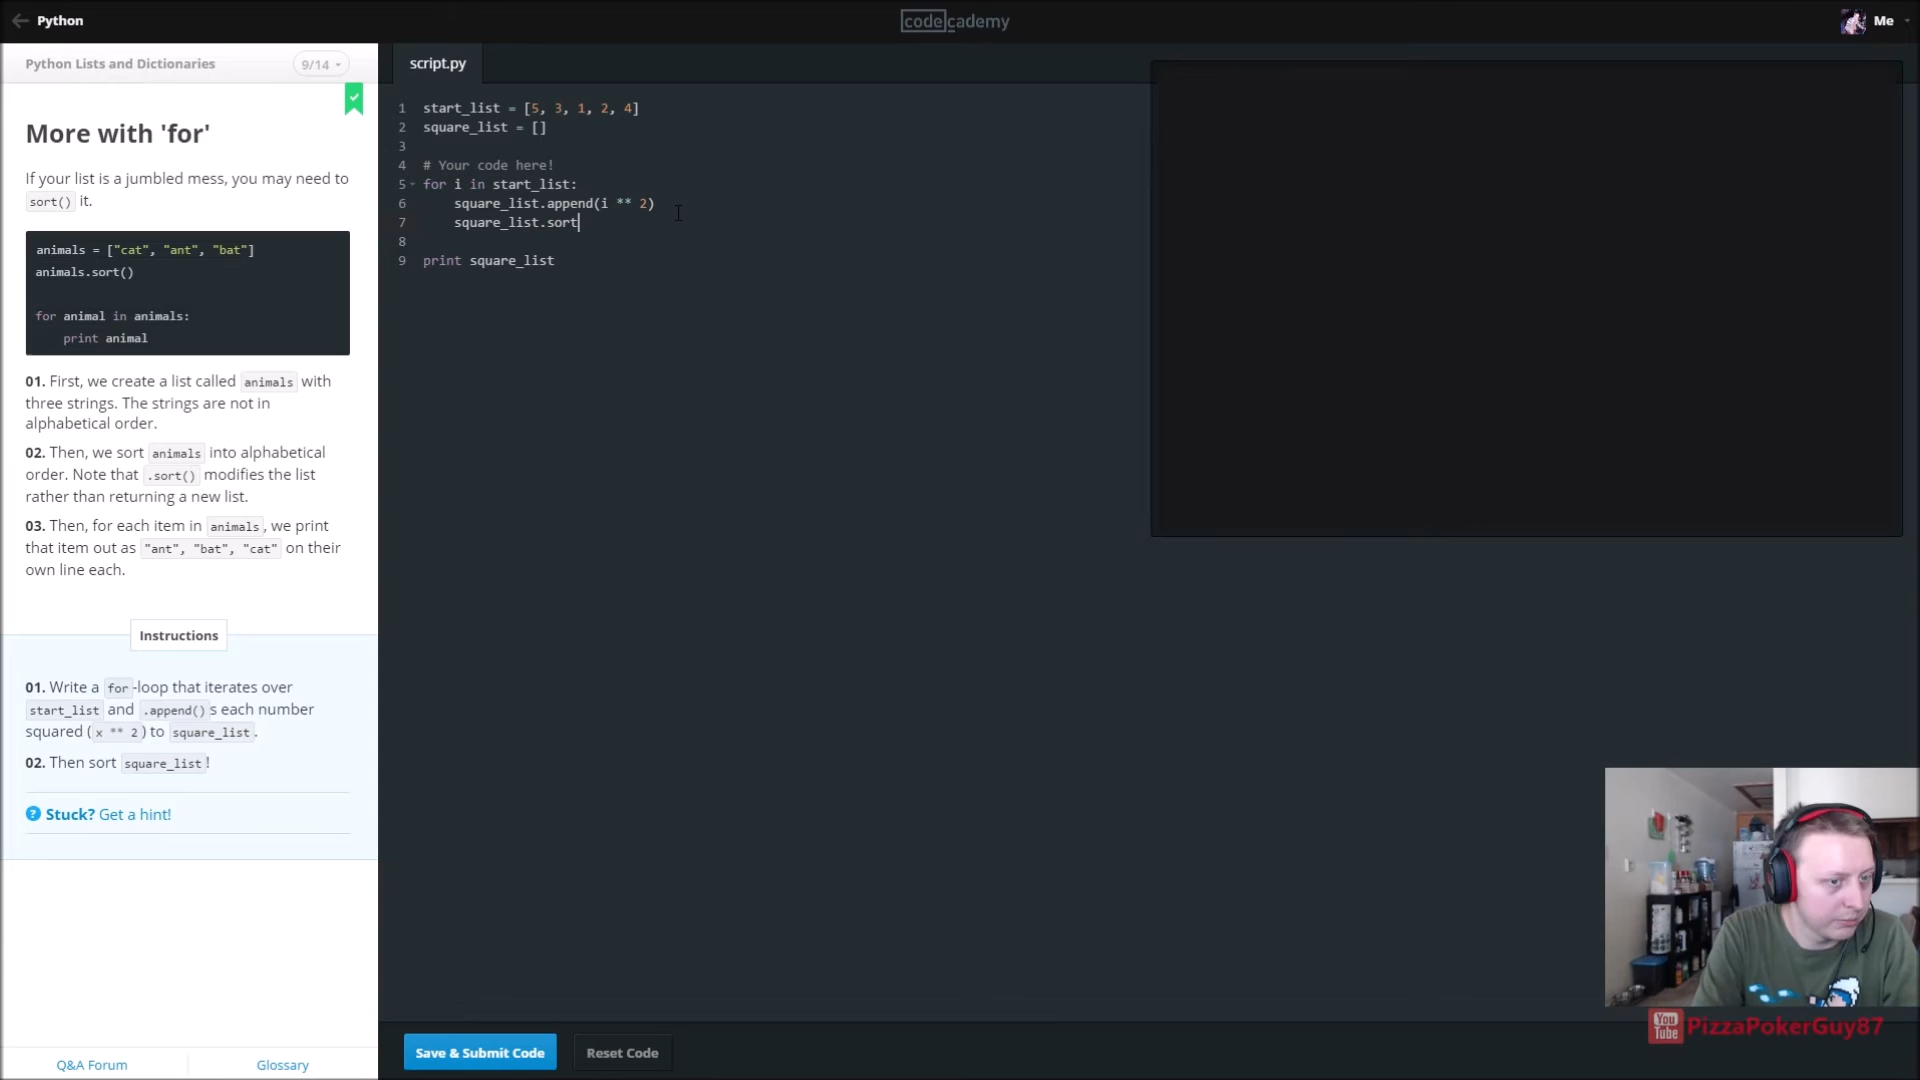 Python
codecademy
Me
Python Lists and Dictionaries
9/14
script.py
More with 'for'
If your list is a jumbled mess, you may need to
sort() it.
animals = ["cat", "ant", "bat"]
animals.sort()
for animal in animals:
    print animal
01. First, we create a list called animals with
three strings. The strings are not in
alphabetical order.
02. Then, we sort animals into alphabetical
order. Note that .sort() modifies the list
rather than returning a new list.
03. Then, for each item in animals, we print
that item out as "ant", "bat", "cat" on their
own line each.
Instructions
01. Write a for-loop that iterates over
start_list and .append()s each number
squared (x ** 2) to square_list.
02. Then sort square_list!
? Stuck? Get a hint!
Q&A Forum
Glossary
1 start_list = [5, 3, 1, 2, 4]
2 square_list = []
3
4 # Your code here!
5 for i in start_list:
6     square_list.append(i ** 2)
7     square_list.sort
8
9 print square_list
Save & Submit Code
Reset Code
You Tube PizzaPokerGuy87